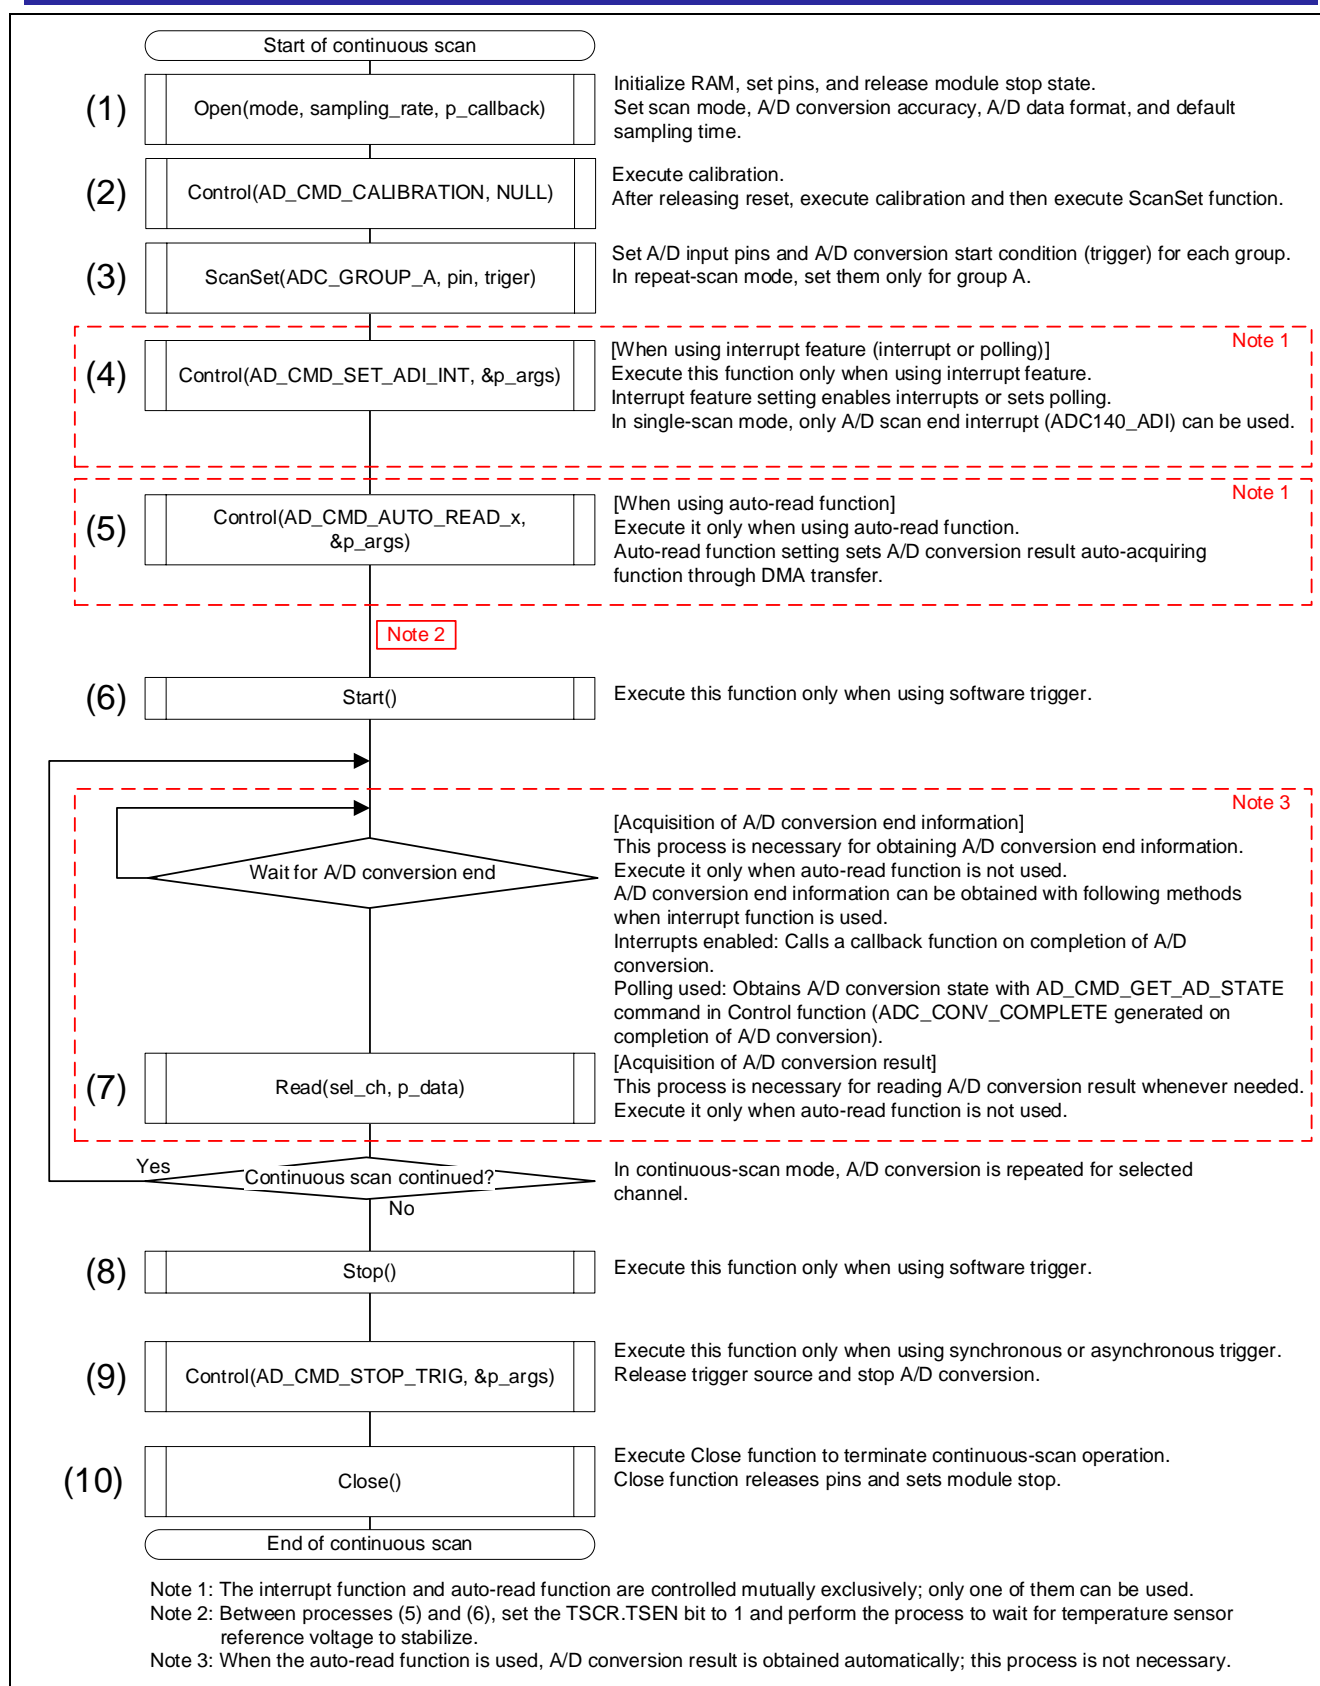 Start of continuous scan
(1)
Open(mode, sampling_rate, p_callback)
Initialize RAM, set pins, and release module stop state.
Set scan mode, A/D conversion accuracy, A/D data format, and default
sampling time.
(2)
Control(AD_CMD_CALIBRATION, NULL)
Execute calibration.
After releasing reset, execute calibration and then execute ScanSet function.
(3)
ScanSet(ADC_GROUP_A, pin, triger)
Set A/D input pins and A/D conversion start condition (trigger) for each group.
In repeat-scan mode, set them only for group A.
Note 1
(4)
Control(AD_CMD_SET_ADI_INT, &p_args)
[When using interrupt feature (interrupt or polling)]
Execute this function only when using interrupt feature.
Interrupt feature setting enables interrupts or sets polling.
In single-scan mode, only A/D scan end interrupt (ADC140_ADI) can be used.
Note 1
(5)
Control(AD_CMD_AUTO_READ_x,
&p_args)
[When using auto-read function]
Execute it only when using auto-read function.
Auto-read function setting sets A/D conversion result auto-acquiring
function through DMA transfer.
Note 2
(6)
Start()
Execute this function only when using software trigger.
Note 3
Wait for A/D conversion end
[Acquisition of A/D conversion end information]
This process is necessary for obtaining A/D conversion end information.
Execute it only when auto-read function is not used.
A/D conversion end information can be obtained with following methods
when interrupt function is used.
Interrupts enabled: Calls a callback function on completion of A/D
conversion.
Polling used: Obtains A/D conversion state with AD_CMD_GET_AD_STATE
command in Control function (ADC_CONV_COMPLETE generated on
completion of A/D conversion).
(7)
Read(sel_ch, p_data)
[Acquisition of A/D conversion result]
This process is necessary for reading A/D conversion result whenever needed.
Execute it only when auto-read function is not used.
Yes
Continuous scan continued?
No
In continuous-scan mode, A/D conversion is repeated for selected
channel.
(8)
Stop()
Execute this function only when using software trigger.
(9)
Control(AD_CMD_STOP_TRIG, &p_args)
Execute this function only when using synchronous or asynchronous trigger.
Release trigger source and stop A/D conversion.
(10)
Close()
Execute Close function to terminate continuous-scan operation.
Close function releases pins and sets module stop.
End of continuous scan
Note 1: The interrupt function and auto-read function are controlled mutually exclusively; only one of them can be used.
Note 2: Between processes (5) and (6), set the TSCR.TSEN bit to 1 and perform the process to wait for temperature sensor
reference voltage to stabilize.
Note 3: When the auto-read function is used, A/D conversion result is obtained automatically; this process is not necessary.